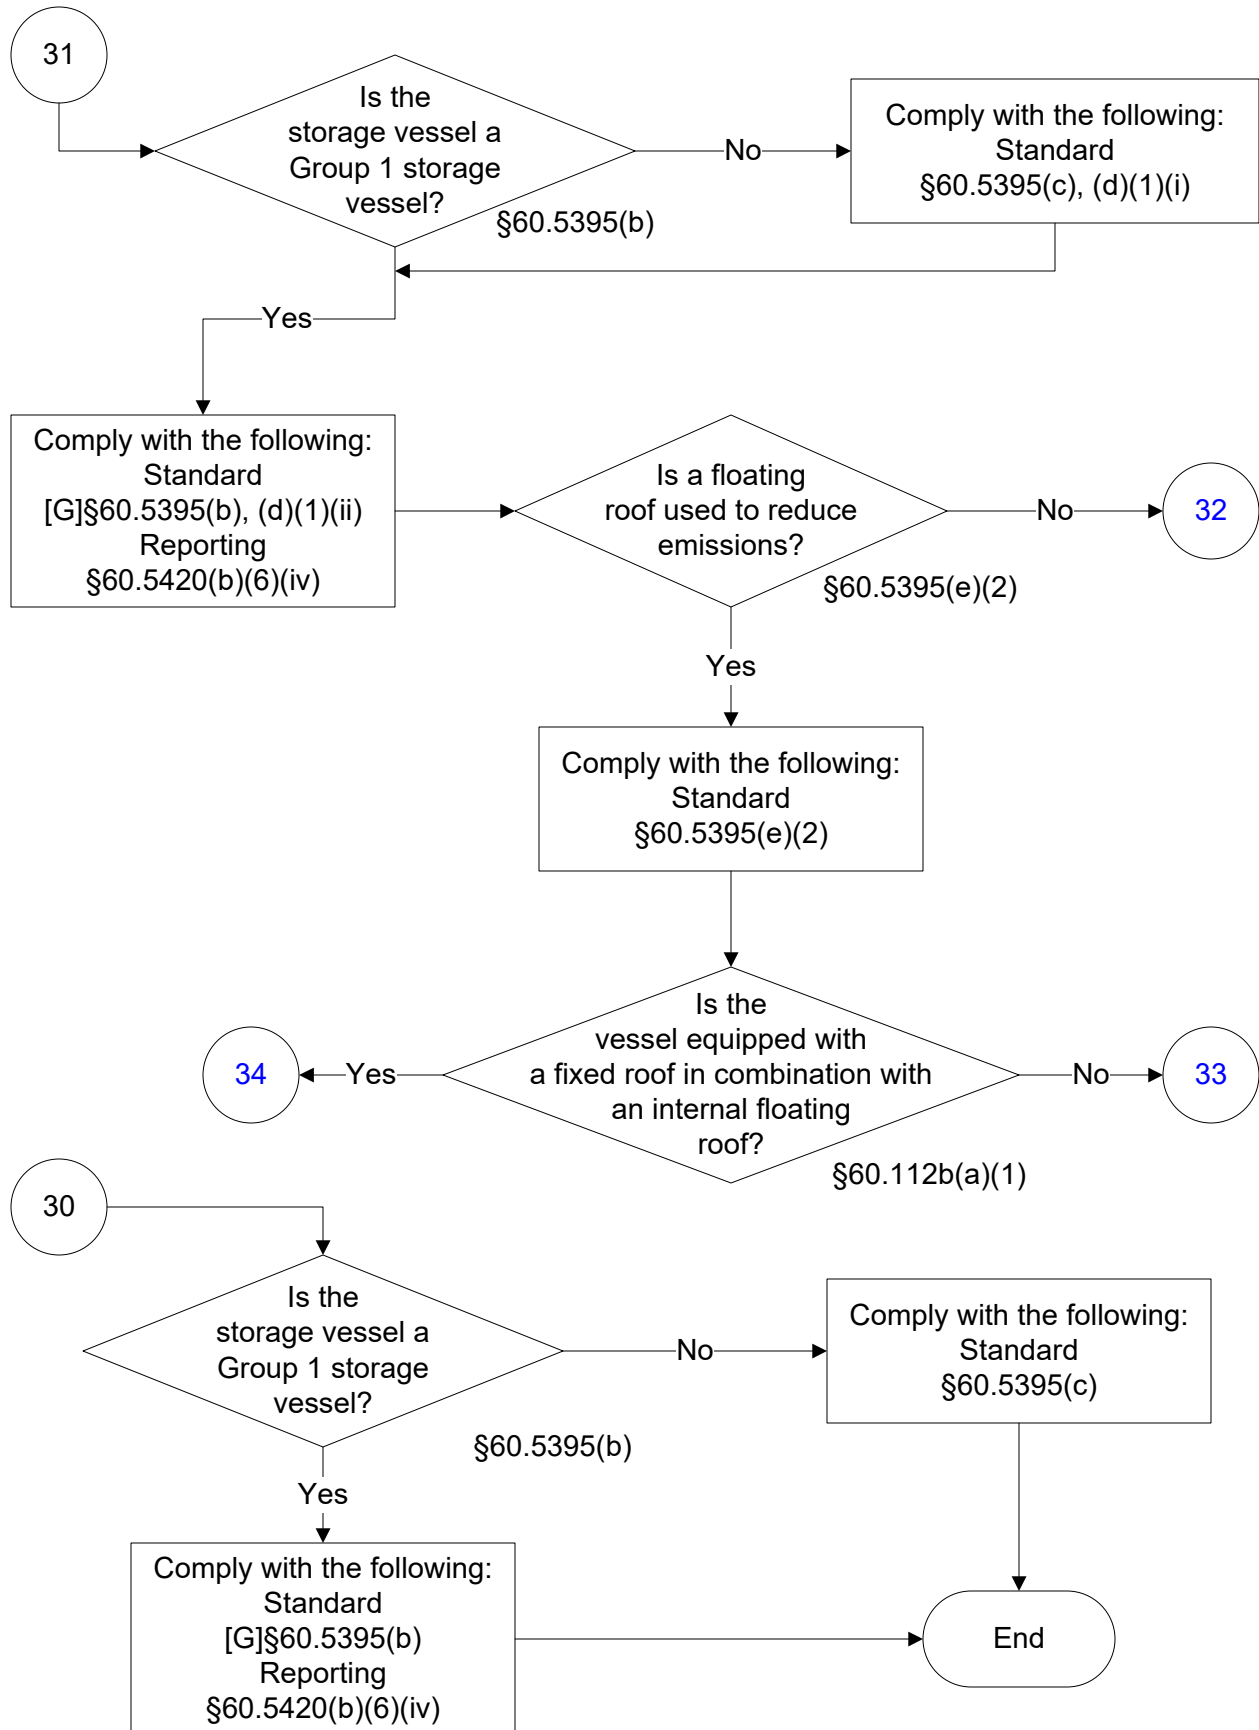 31
Is the
storage vessel a
Group 1 storage
vessel?
§60.5395(b)
No
Comply with the following:
Standard
§60.5395(c), (d)(1)(i)
Yes
Comply with the following:
Standard
[G]§60.5395(b), (d)(1)(ii)
Reporting
§60.5420(b)(6)(iv)
Is a floating
roof used to reduce
emissions?
§60.5395(e)(2)
No
32
Yes
Comply with the following:
Standard
§60.5395(e)(2)
Is the
vessel equipped with
a fixed roof in combination with
an internal floating
roof?
§60.112b(a)(1)
Yes
34
No
33
30
Is the
storage vessel a
Group 1 storage
vessel?
§60.5395(b)
No
Comply with the following:
Standard
§60.5395(c)
Yes
Comply with the following:
Standard
[G]§60.5395(b)
Reporting
§60.5420(b)(6)(iv)
End